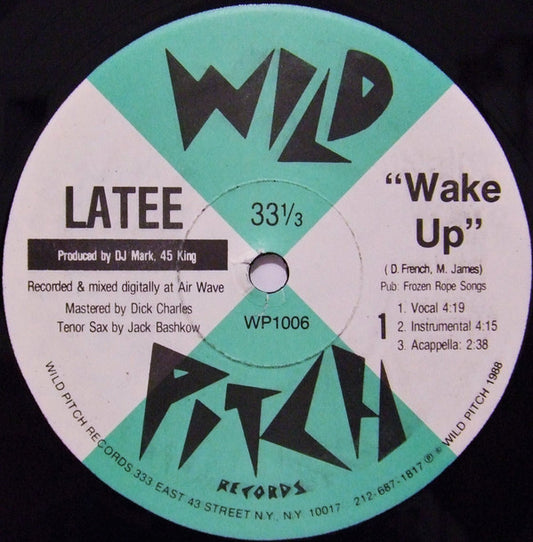 WILD
LATEE
Produced by DJ Mark, 45 King
Recorded & mixed digitally at Air Wave
Mastered by Dick Charles
Tenor Sax by Jack Bashkow
33 1/3
WP1006
"Wake
Up"
( D. French, M. James)
Pub: Frozen Rope Songs
1
1. Vocal 4:19
2. Instrumental 4:15
3. Acappella: 2:38
PiTCH
RECORDS
WILD PITCH RECORDS 333 EAST 43 STREET N.Y., N.Y 10017 212-687-1817 ℗ © WILD PITCH 1988